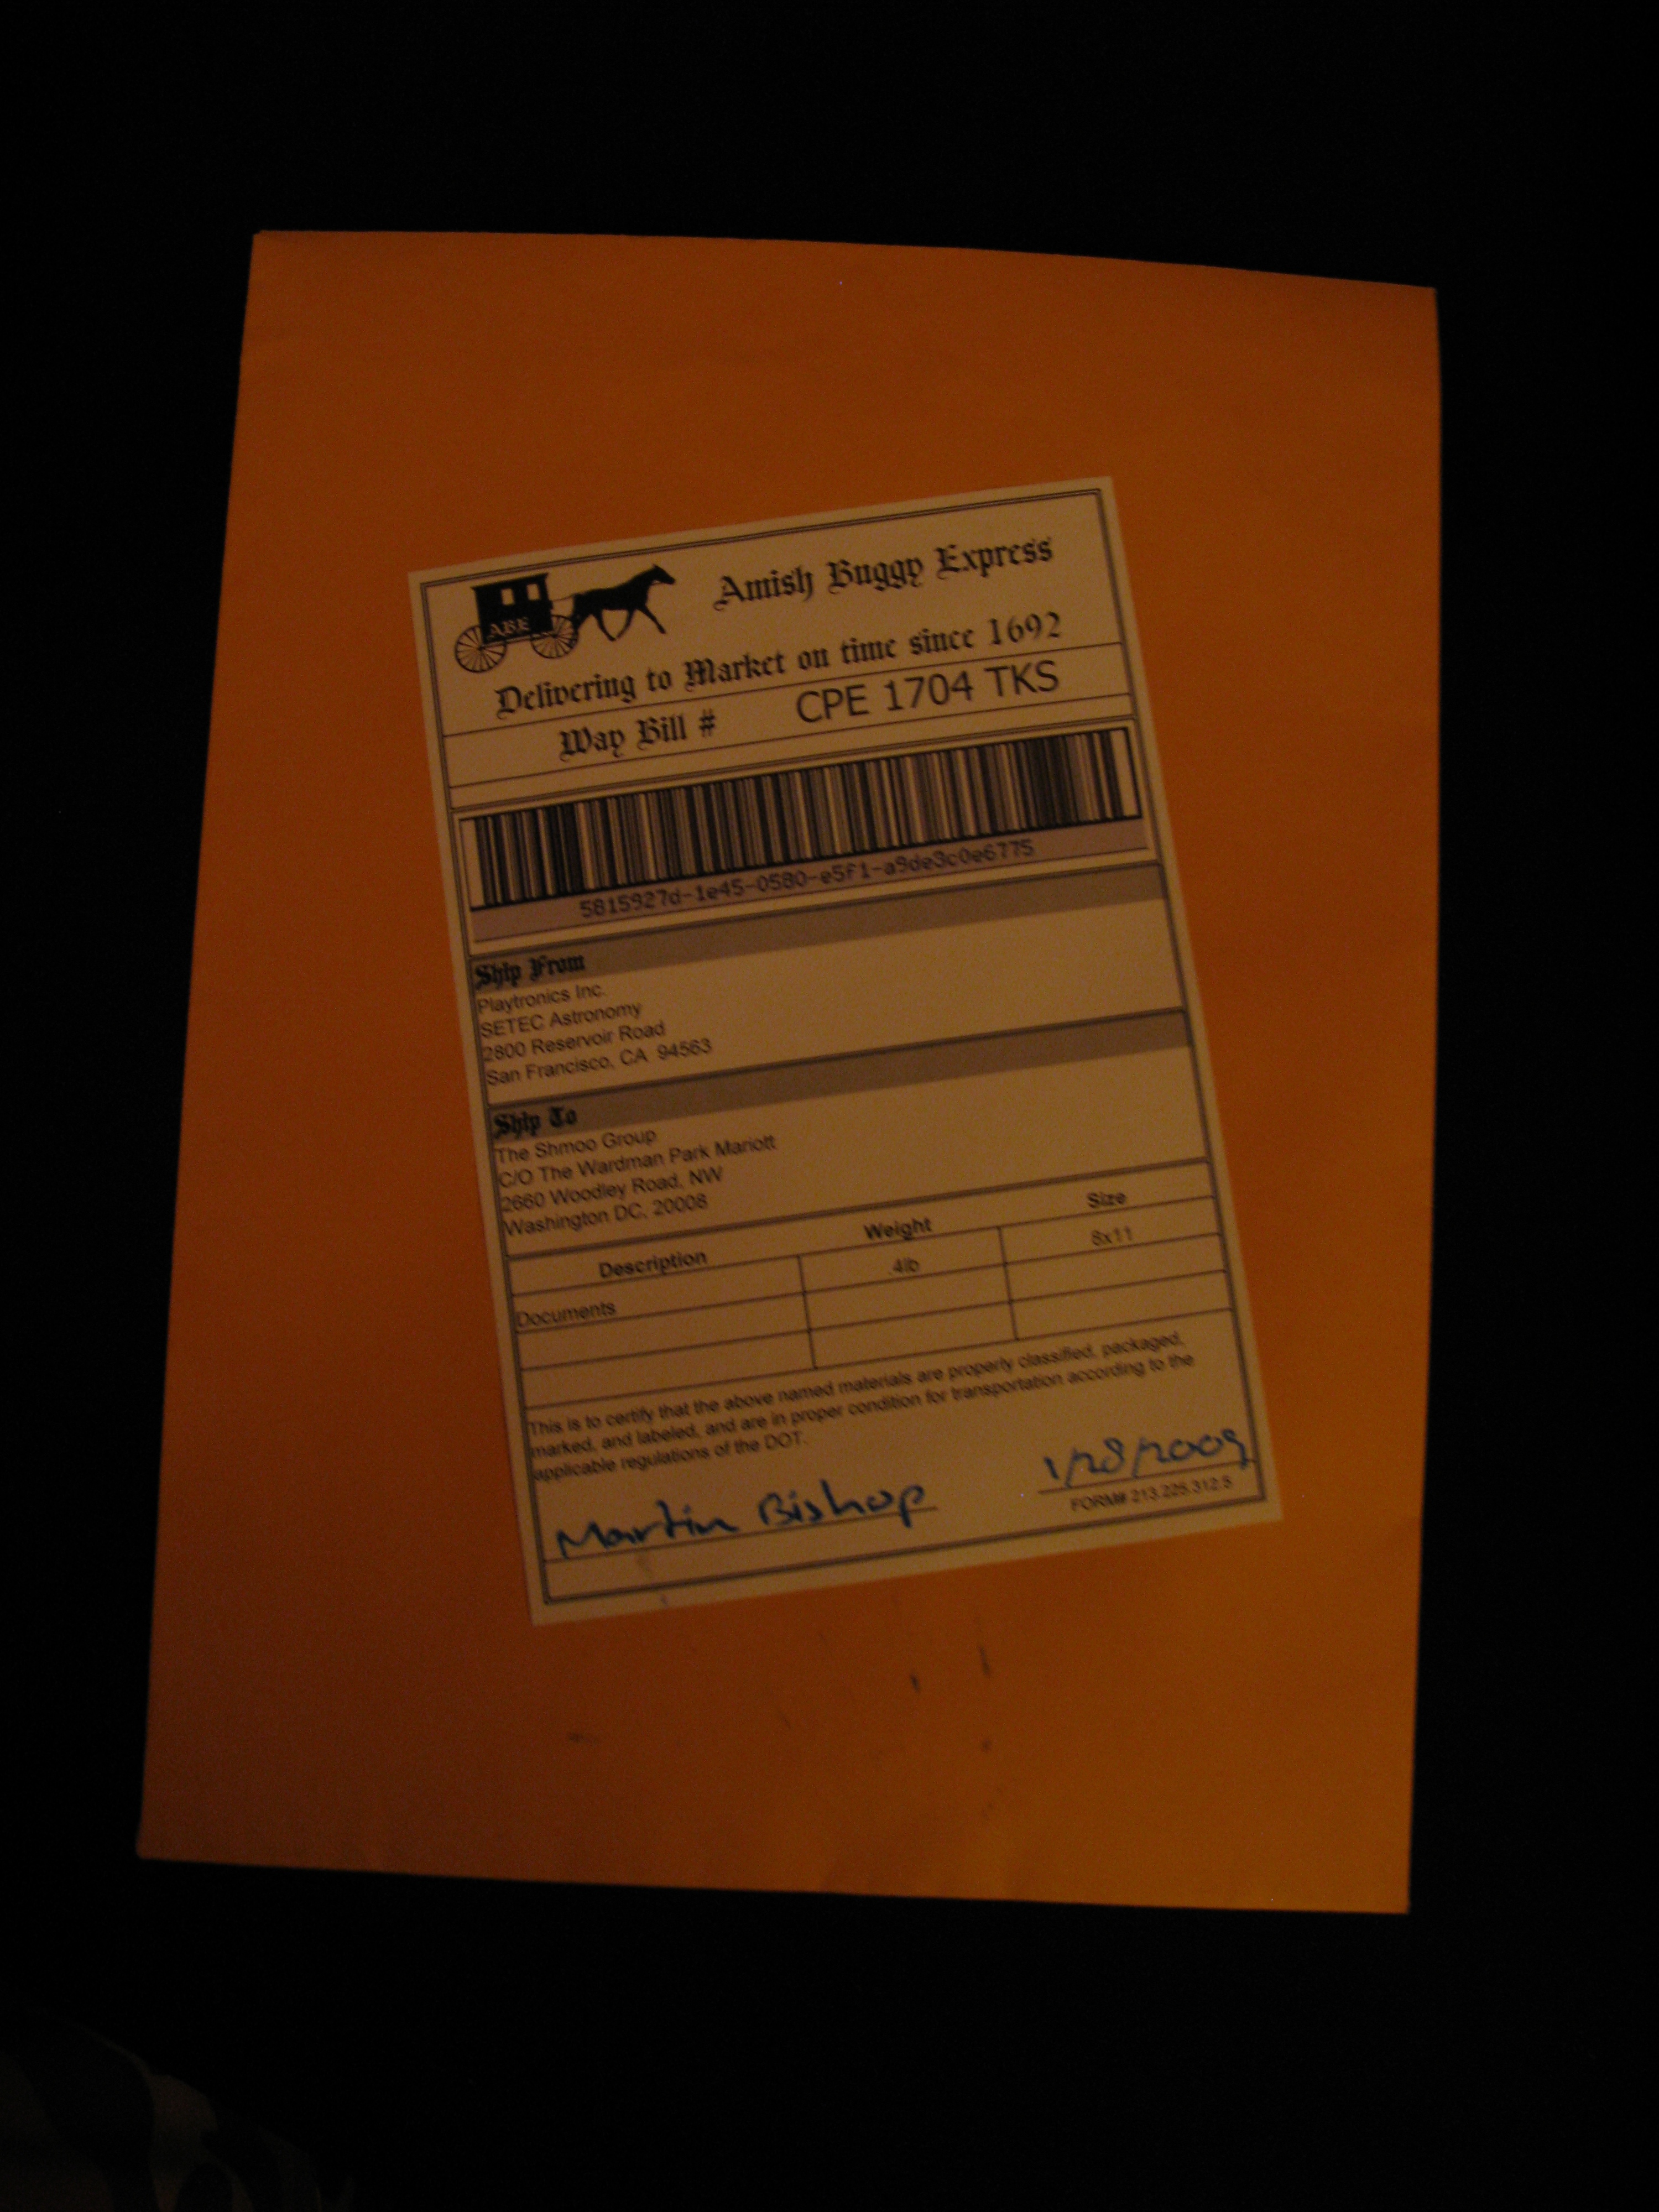 Amish Buggy Express
ABE
Delivering to Market on time since 1692
Way Bill # CPE 1704 TKS
5815927d-1e45-0580-e5f1-a9de3c0e6775
Ship From
Playtronics Inc.
SETEC Astronomy
2800 Reservoir Road
San Francisco, CA 94563
Ship To
The Shmoo Group
C/O The Wardman Park Mariott
2660 Woodley Road, NW
Washington DC, 20008
Description Weight Size
Documents .4lb 8x11
This is to certify that the above named materials are properly classified, packaged,
marked, and labeled, and are in proper condition for transportation according to the
applicable regulations of the DOT.
Martin Bishop 1/28/2009
FORM# 213.225.312.5